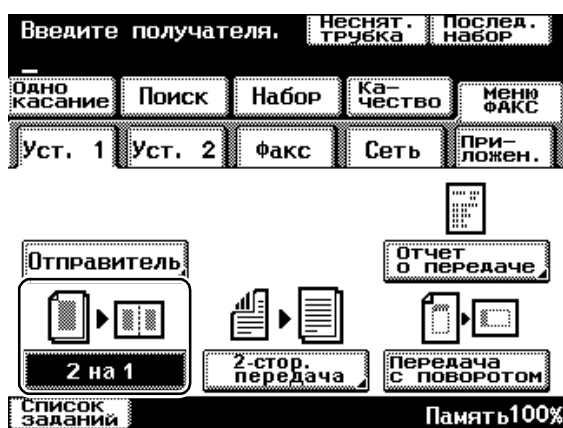 Введите получателя.
Неснят.
трубка
Послед.
набор
Одно
касание
Поиск
Набор
Ка-
чество
меню
ФАКС
Уст. 1
Уст. 2
Факс
Сеть
При-
ложен.
Отправитель
Отчет
о передаче
2 на 1
2-стор.
передача
Передача
с поворотом
Список
заданий
Память100%